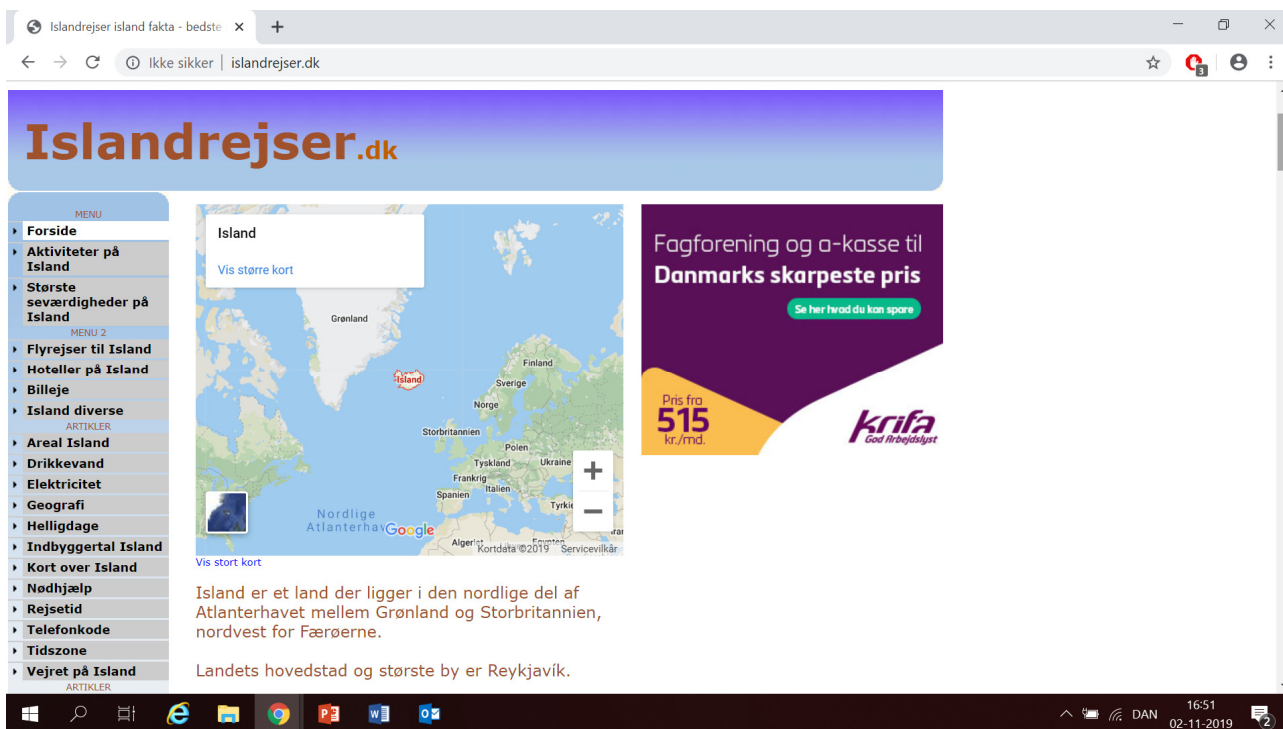 Islandrejser island fakta - bedste
Ikke sikker | islandrejser.dk
3
Islandrejser.dk
MENU
Forside
Aktiviteter på
Island
Største
seværdigheder på
Island
MENU 2
Flyrejser til Island
Hoteller på Island
Billeje
Island diverse
ARTIKLER
Areal Island
Drikkevand
Elektricitet
Geografi
Helligdage
Indbyggertal Island
Kort over Island
Nødhjælp
Rejsetid
Telefonkode
Tidszone
Vejret på Island
ARTIKLER
Island
Vis større kort
Grønland
Island
Finland
Sverige
Norge
Storbritannien
Polen
Tyskland
Ukraine
Frankrig
Italien
Spanien
Nordlige
Atlanterhav
Google
Kortdata ©2019 Servicevilkår
Vis stort kort
Island er et land der ligger i den nordlige del af
Atlanterhavet mellem Grønland og Storbritannien,
nordvest for Færøerne.
Landets hovedstad og største by er Reykjavík.
Fagforening og a-kasse til
Danmarks skarpeste pris
Se her hvad du kan spare
Pris fra
515
kr./md.
krifa
God Arbejdslyst
DAN
16:51
02-11-2019
2